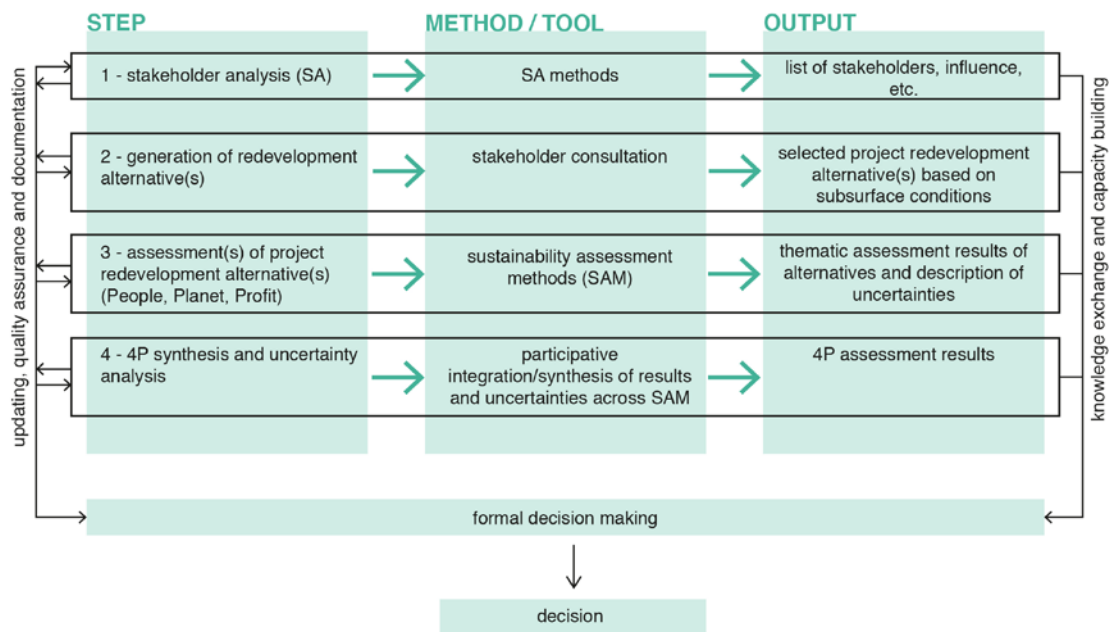 STEP
METHOD / TOOL
OUTPUT
1 - stakeholder analysis (SA)
SA methods
list of stakeholders, influence,
etc.
2 - generation of redevelopment
alternative(s)
stakeholder consultation
selected project redevelopment
alternative(s) based on
subsurface conditions
3 - assessment(s) of project
redevelopment alternative(s)
(People, Planet, Profit)
sustainability assessment
methods (SAM)
thematic assessment results of
alternatives and description of
uncertainties
4 - 4P synthesis and uncertainty
analysis
participative
integration/synthesis of results
and uncertainties across SAM
4P assessment results
updating, quality assurance and documentation
knowledge exchange and capacity building
formal decision making
decision